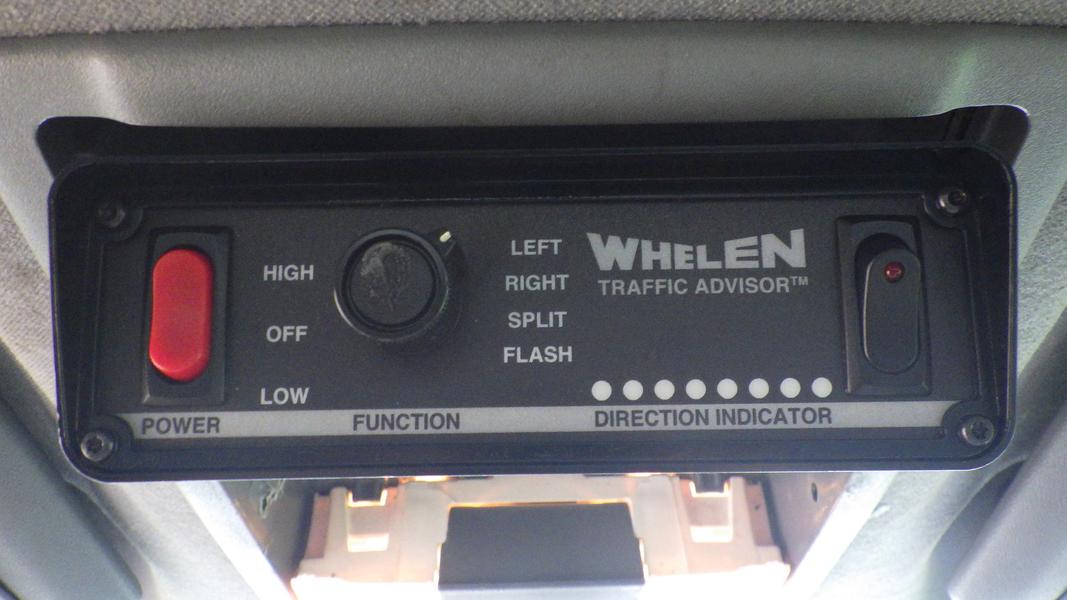 HIGH
OFF
LOW
POWER
FUNCTION
LEFT
RIGHT
SPLIT
FLASH
WHELEN
TRAFFIC ADVISOR™
DIRECTION INDICATOR